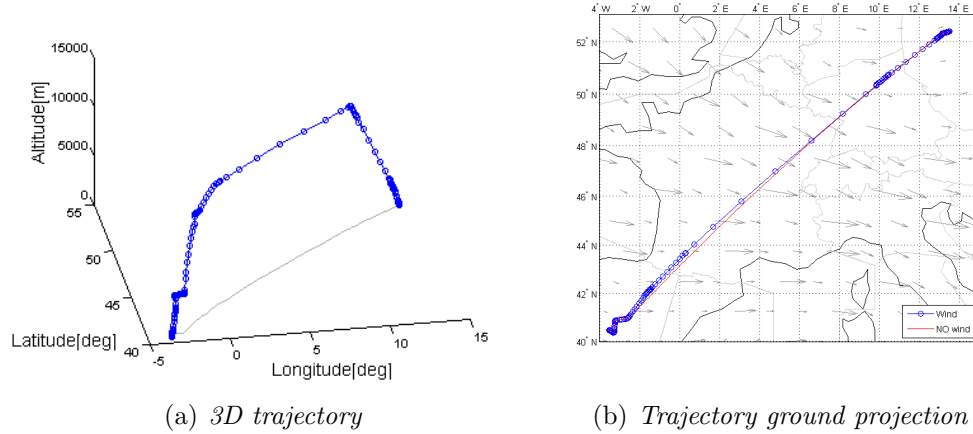 15000
10000
5000
0
55
50
45
40
-5
0
5
10
15
Altitude[m]
Latitude[deg]
Longitude[deg]
(a) 3D trajectory
4° W 2° W 0° 2° E 4° E 6° E 8° E 10° E 12° E 14° E
52° N
50° N
48° N
46° N
44° N
42° N
40° N
Wind
NO wind
(b) Trajectory ground projection